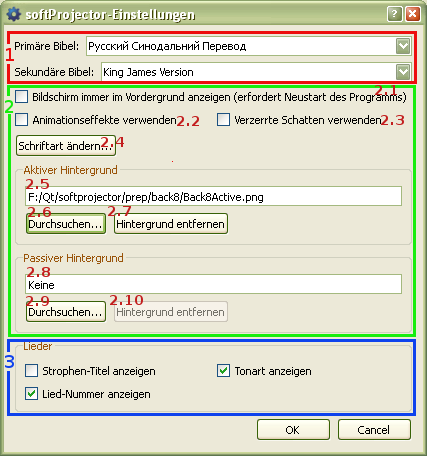 softProjector -Einstellungen
1
Primäre Bibel: Русский Синодальний Перевод
Sekundäre Bibel: King James Version
2
2.1
Bildschirm immer im Vordergrund anzeigen (erfordert Neustart des Programms)
Animationseffekte verwenden 2.2 Verzerrte Schatten verwenden 2.3
Schriftart ändern... 2.4
Aktiver Hintergrund
2.5
F:/Qt/softprojector/prep/back8/Back8Active.png
2.6 2.7
Durchsuchen... Hintergrund entfernen
Passiver Hintergrund
2.8
Keine
2.9 2.10
Durchsuchen... Hintergrund entfernen
3
Lieder
Strophen-Titel anzeigen Tonart anzeigen
Lied-Nummer anzeigen
OK Cancel